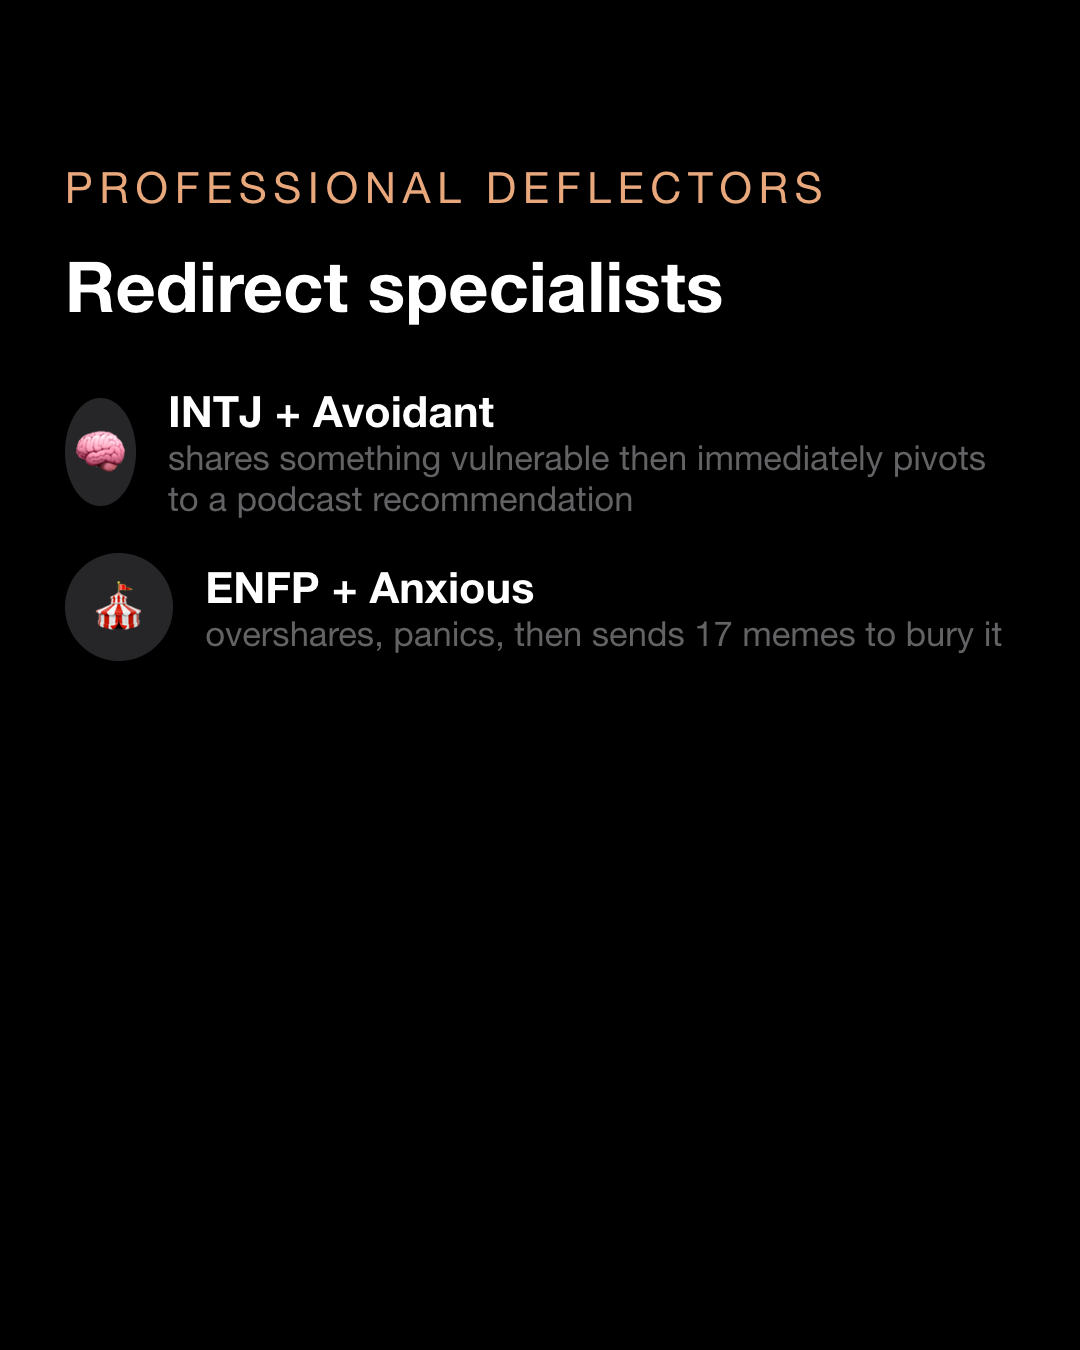 PROFESSIONAL DEFLECTORS
Redirect specialists
INTJ + Avoidant
shares something vulnerable then immediately pivots
to a podcast recommendation
ENFP + Anxious
overshares, panics, then sends 17 memes to bury it